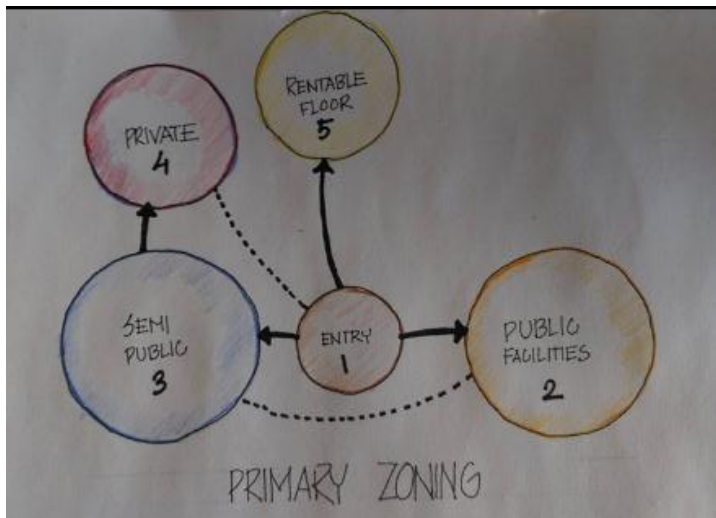 RENTABLE
FLOOR
5
PRIVATE
4
SEMI
PUBLIC
3
ENTRY
1
PUBLIC
FACILITIES
2
PRIMARY ZONING